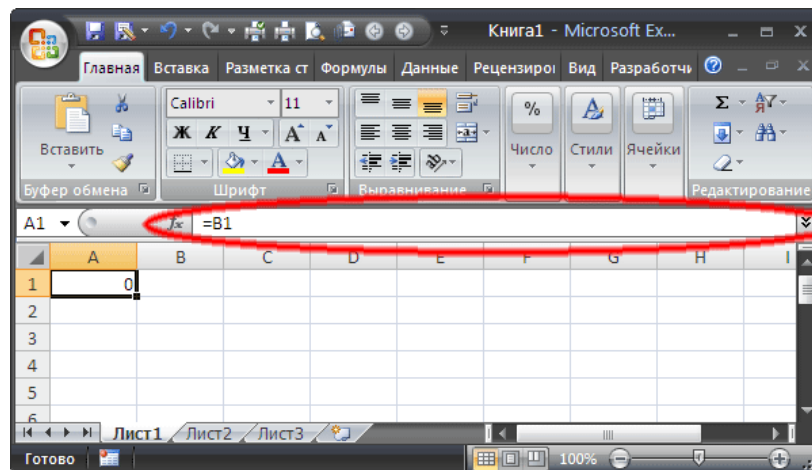 Книга1 - Microsoft Ex...
Главная Вставка Разметка ст Формулы Данные Рецензиро Вид Разработчи
Calibri 11
Вставить Ж К Ч A A % Число Стили Ячейки Σ
Буфер обмена Шрифт Выравнивание Редактирование
A1 fx =B1
A B C D E F G H I
1 0
2
3
4
5
6
Лист1 Лист2 Лист3
Готово 100%